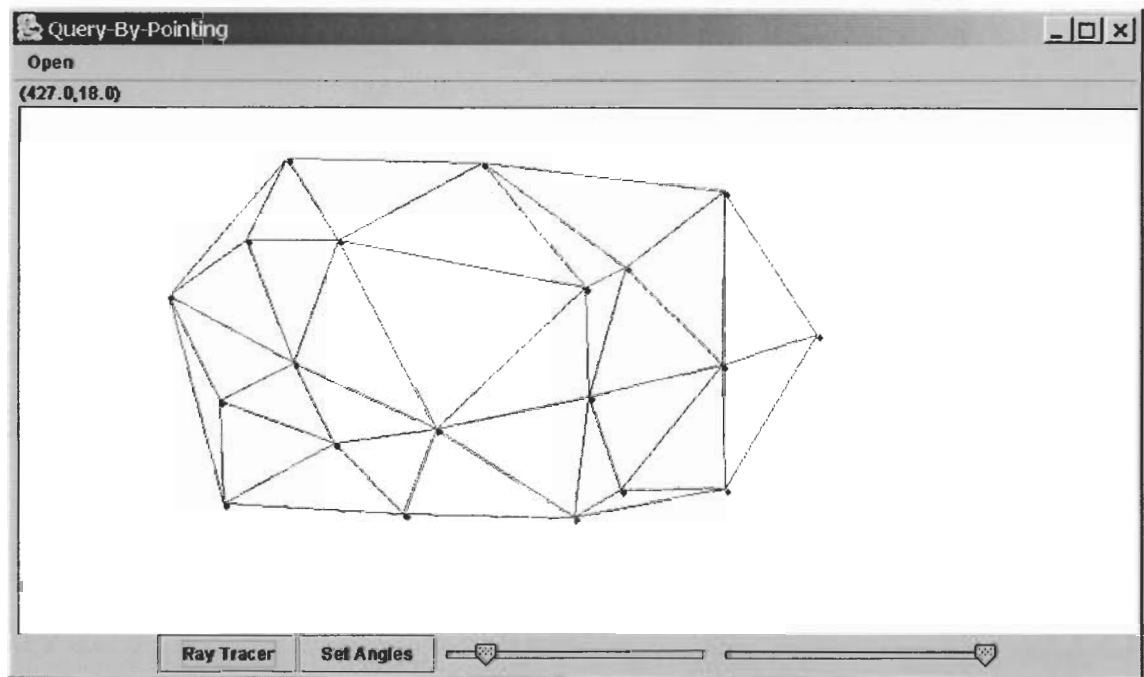 Query-By-Pointing
Open
(427.0,18.0)
Ray Tracer
Set Angles